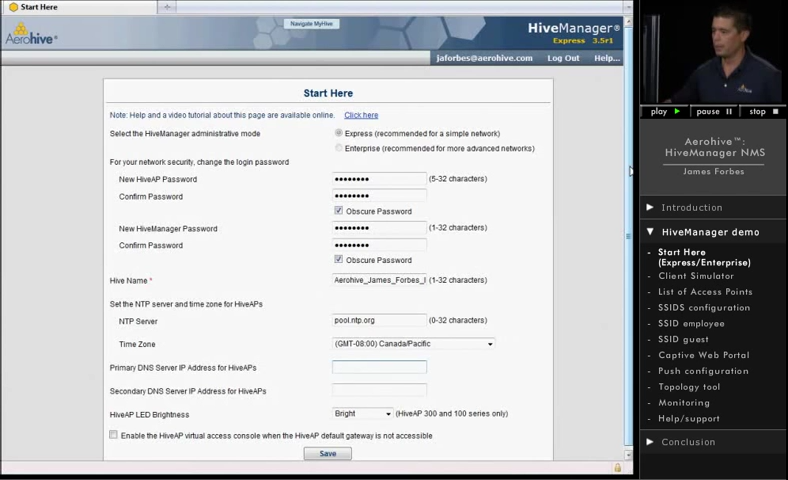 Start Here
Navigate MyHive
Aerohive
HiveManager
Express 3.5r1
jaforbes@aerohive.com Log Out Help...
Start Here
Note: Help and a video tutorial about this page are available online. Click here
Select the HiveManager administrative mode Express (recommended for a simple network)
Enterprise (recommended for more advanced networks)
For your network security, change the login password
New HiveAP Password •••••••• (5-32 characters)
Confirm Password ••••••••
Obscure Password
New HiveManager Password •••••••• (1-32 characters)
Confirm Password ••••••••
Obscure Password
Hive Name * Aerohive_James_Forbes_ (1-32 characters)
Set the NTP server and time zone for HiveAPs
NTP Server pool.ntp.org (0-32 characters)
Time Zone (GMT-08:00) Canada/Pacific
Primary DNS Server IP Address for HiveAPs
Secondary DNS Server IP Address for HiveAPs
HiveAP LED Brightness Bright (HiveAP 300 and 100 series only)
Enable the HiveAP virtual access console when the HiveAP default gateway is not accessible
Save
play pause stop
Aerohive™:
HiveManager NMS
James Forbes
Introduction
HiveManager demo
Start Here
(Express/Enterprise)
Client Simulator
List of Access Points
SSIDS configuration
SSID employee
SSID guest
Captive Web Portal
Push configuration
Topology tool
Monitoring
Help/support
Conclusion